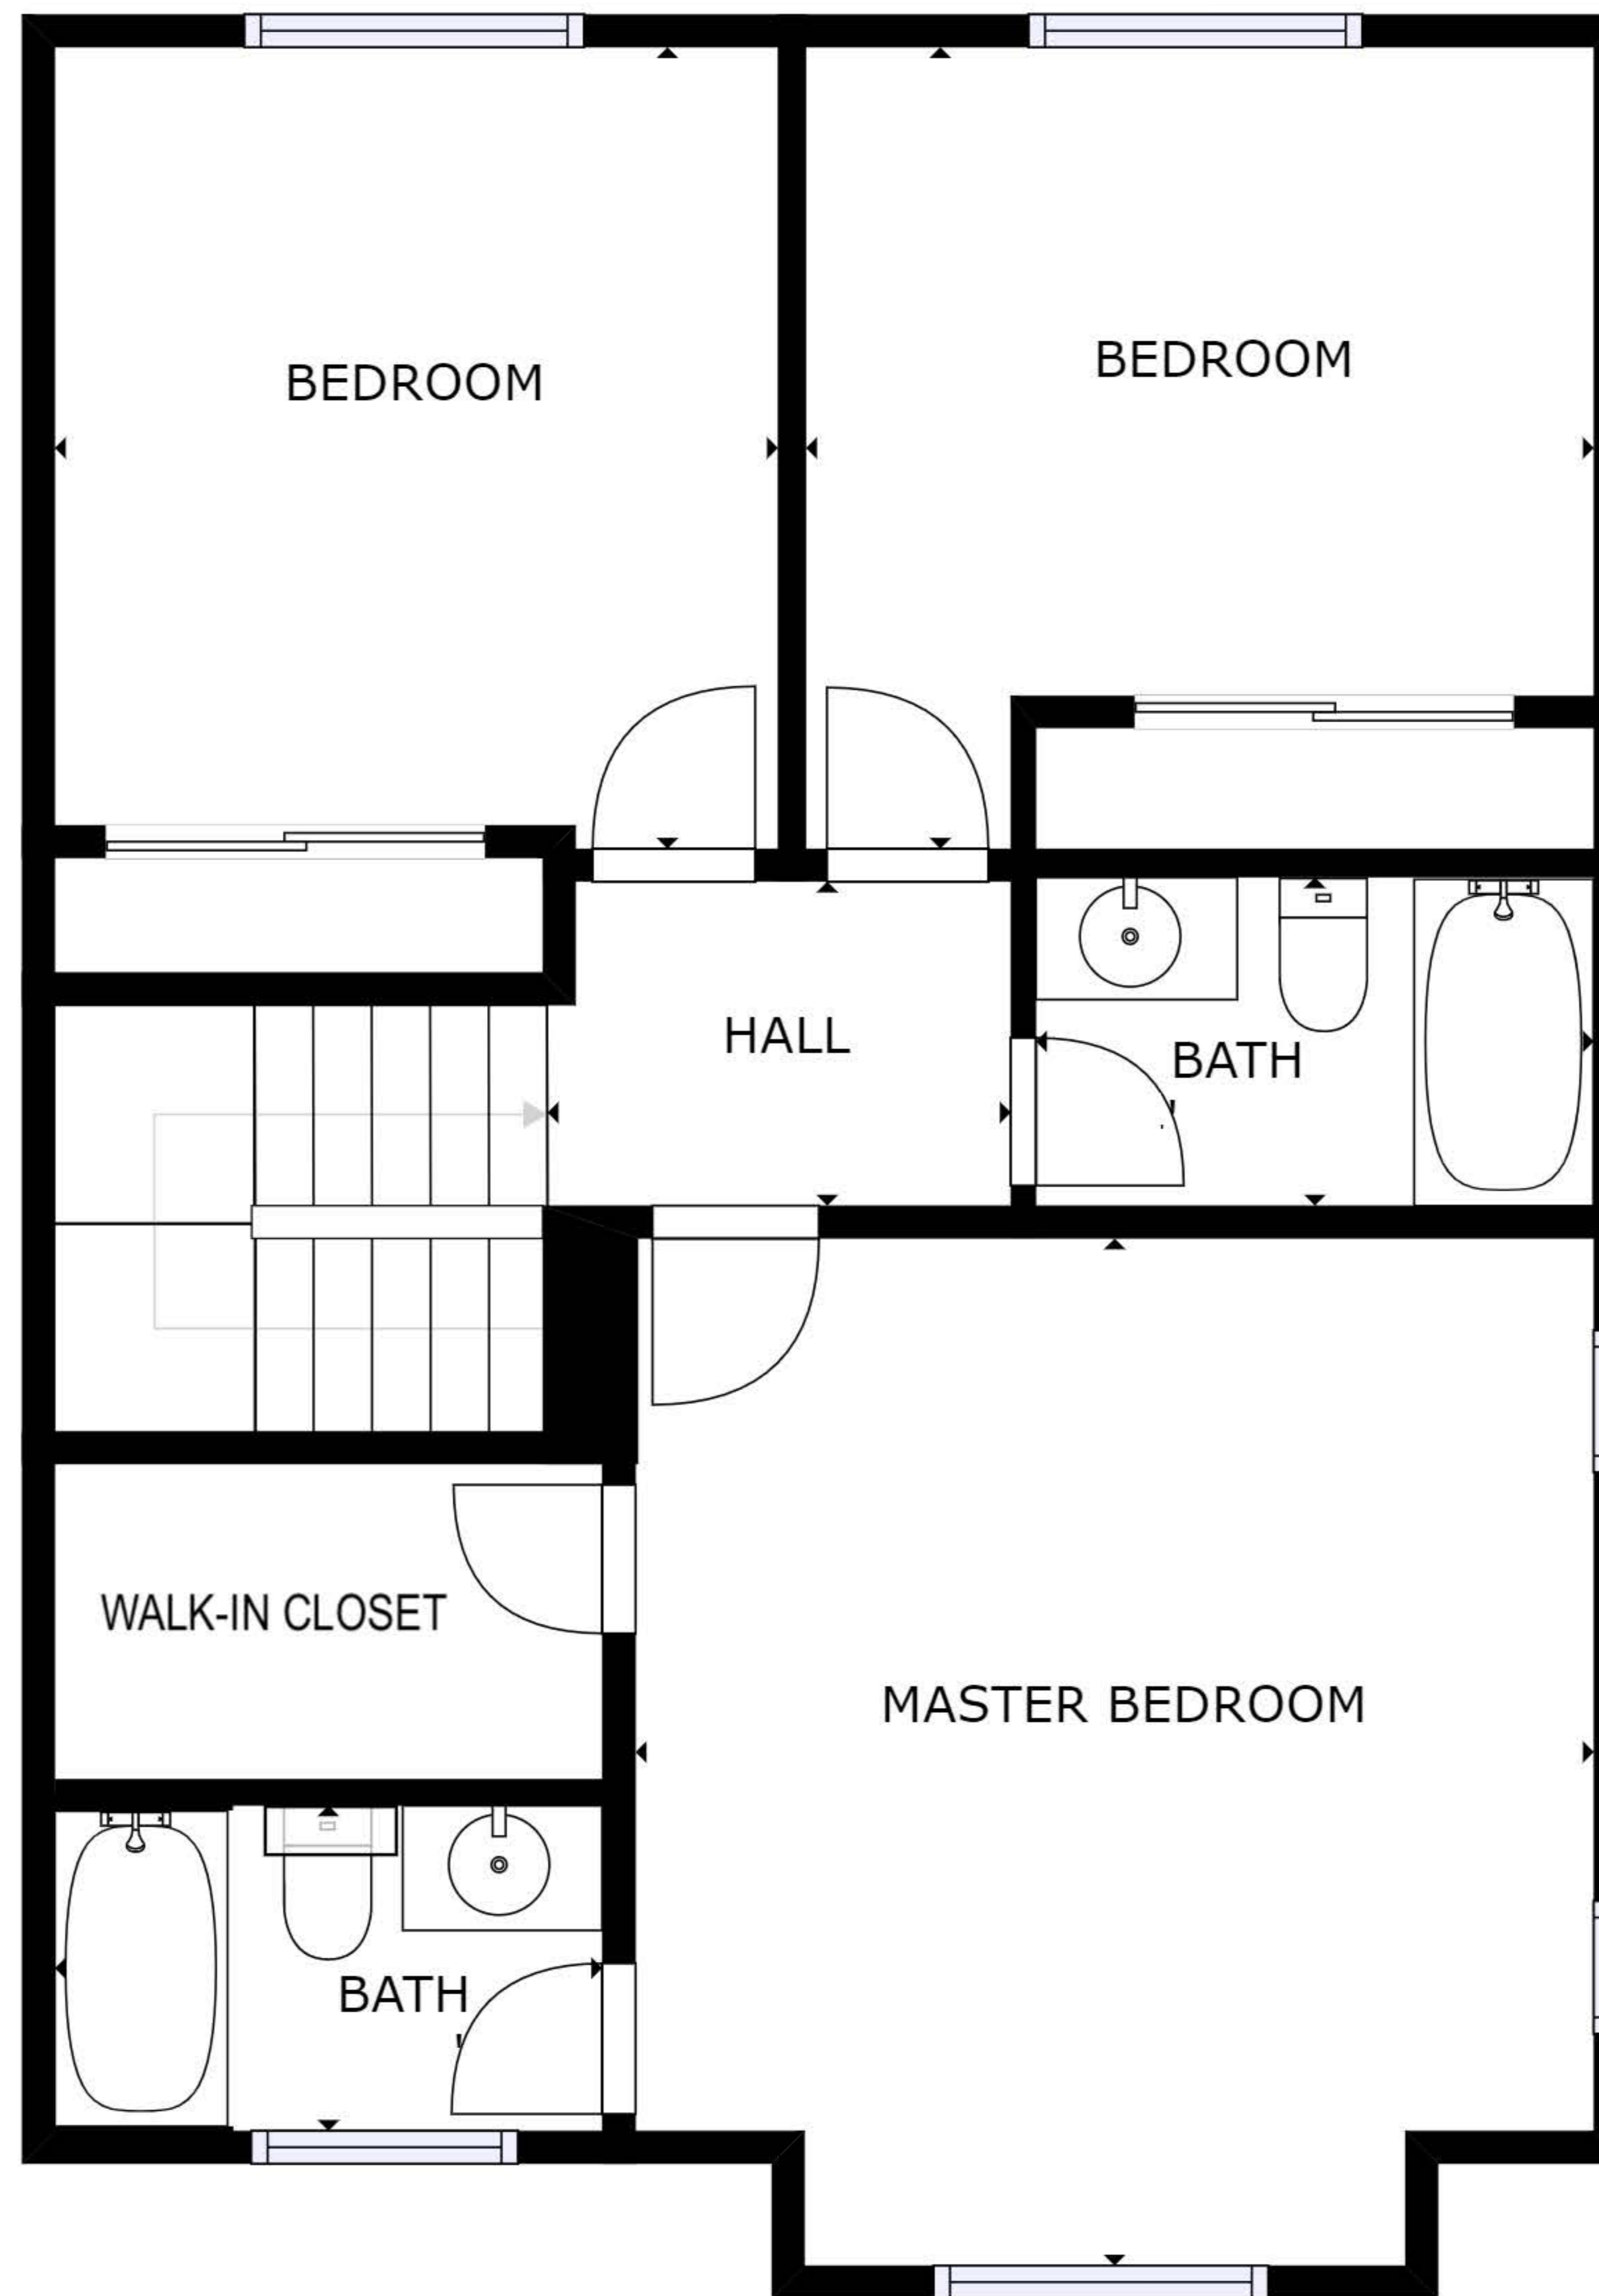 BEDROOM
BEDROOM
HALL
BATH
WALK-IN CLOSET
MASTER BEDROOM
BATH